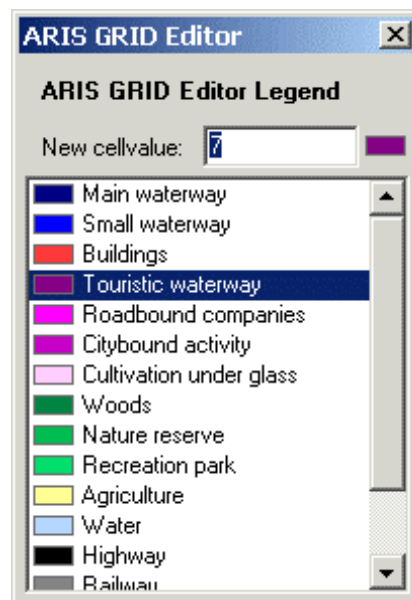 ARIS GRID Editor
ARIS GRID Editor Legend
New cellvalue: 7
Main waterway
Small waterway
Buildings
Touristic waterway
Roadbound companies
Citybound activity
Cultivation under glass
Woods
Nature reserve
Recreation park
Agriculture
Water
Highway
Railway